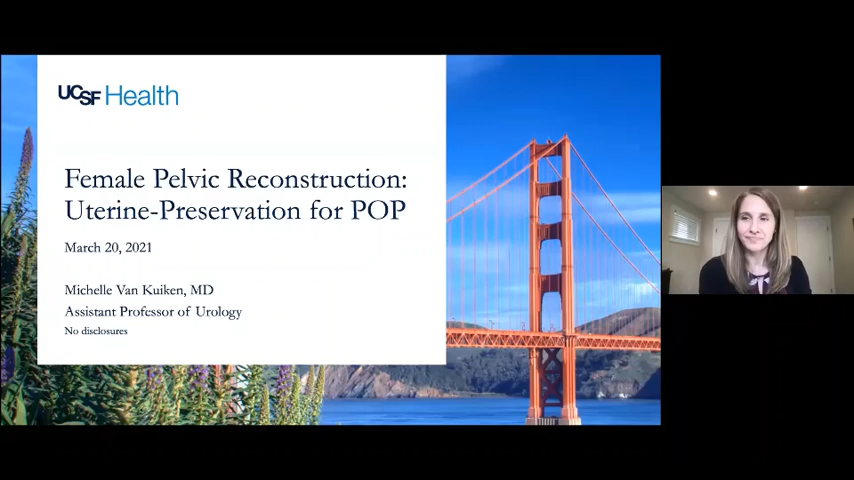 UCSF Health
Female Pelvic Reconstruction:
Uterine-Preservation for POP
March 20, 2021
Michelle Van Kuiken, MD
Assistant Professor of Urology
No disclosures